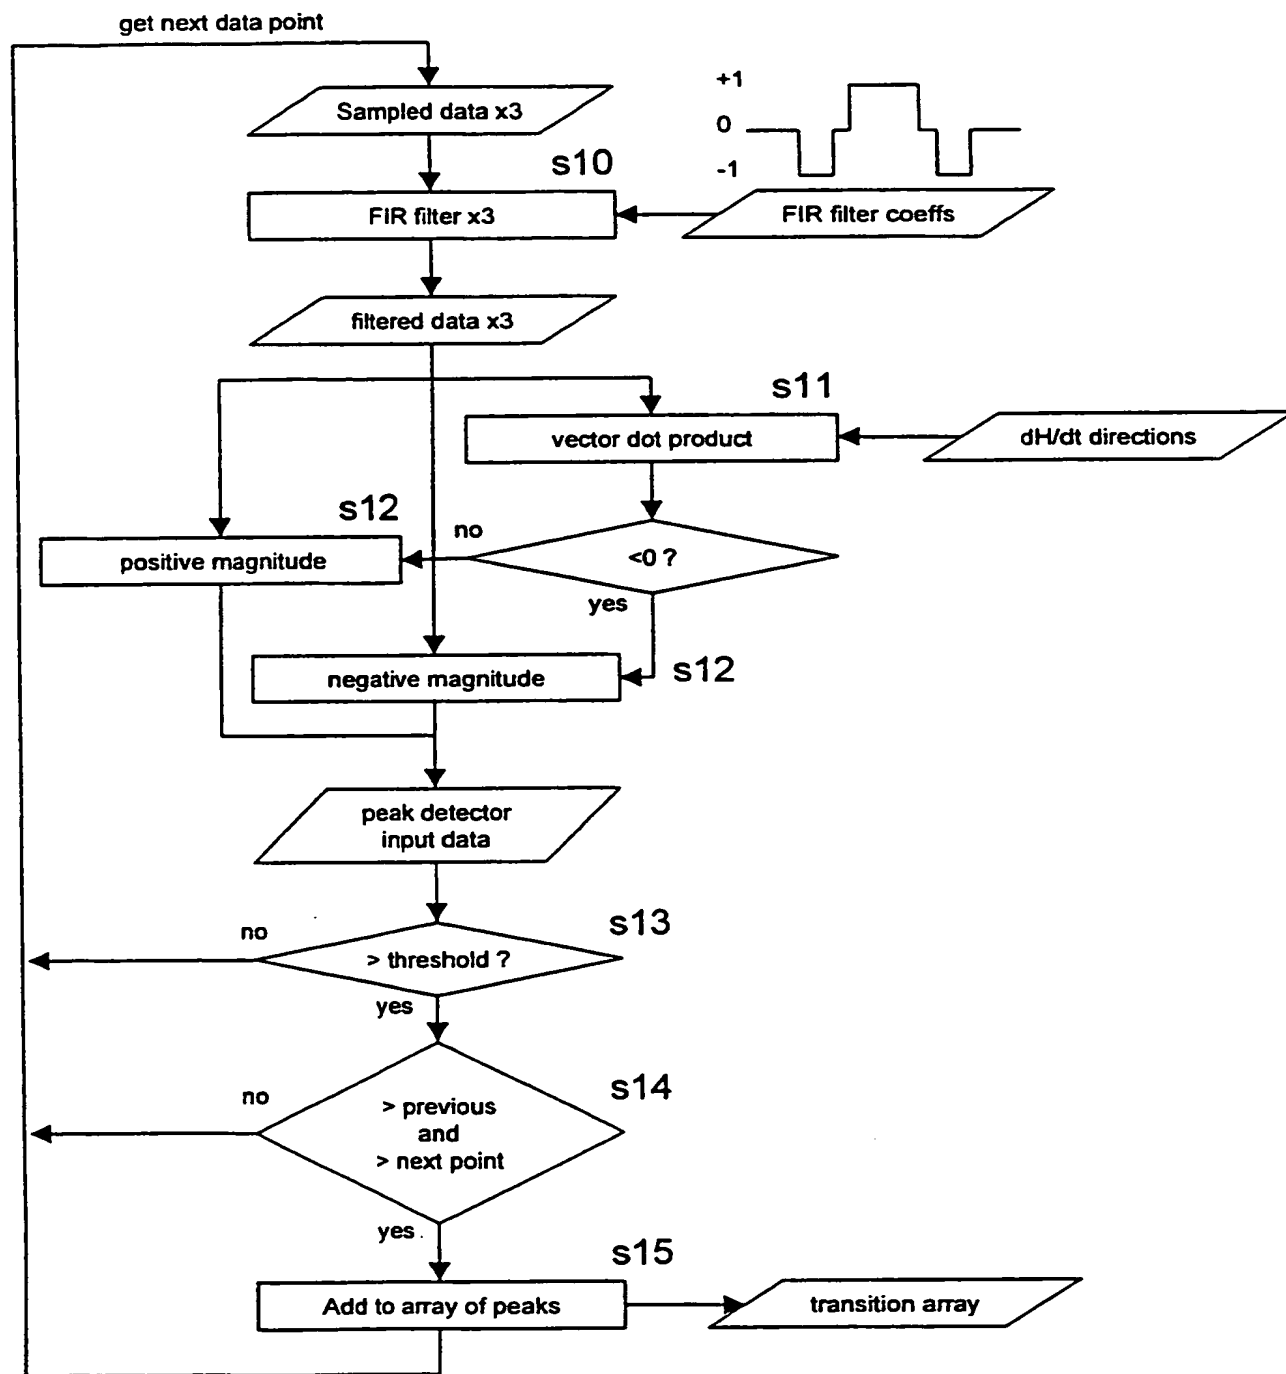 get next data point
Sampled data x3
+1
0
-1
s10
FIR filter x3
FIR filter coeffs
filtered data x3
s11
vector dot product
dH/dt directions
s12
no
positive magnitude
<0 ?
yes
negative magnitude
s12
peak detector
input data
s13
no
> threshold ?
yes
s14
no
> previous
and
> next point
yes
s15
Add to array of peaks
transition array